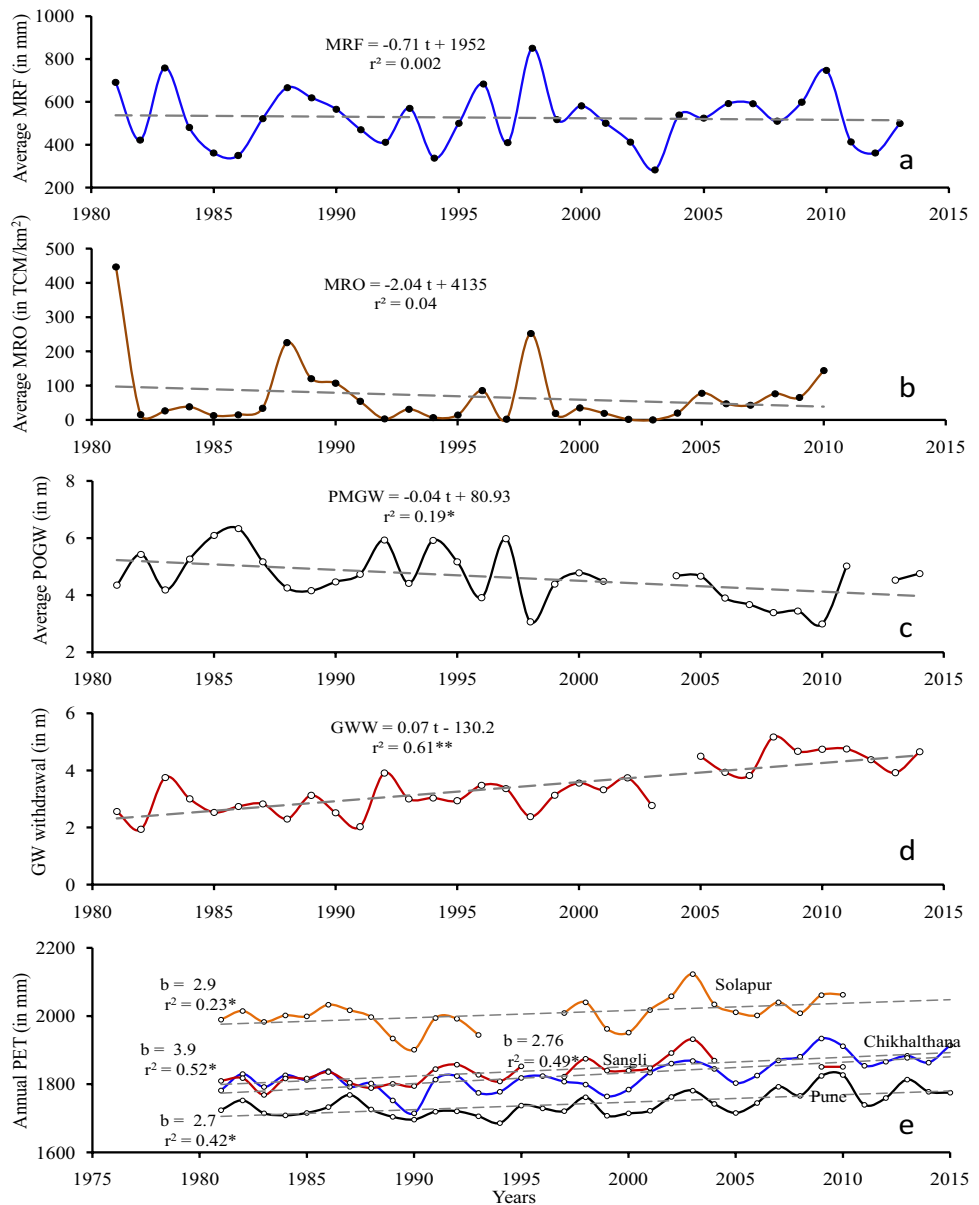 Average MRF (in mm)
1000
800
600
400
200
MRF = -0.71 t + 1952
r² = 0.002
a
1980 1985 1990 1995 2000 2005 2010 2015
Average MRO (in TCM/km²)
500
400
300
200
100
0
MRO = -2.04 t + 4135
r² = 0.04
b
1980 1985 1990 1995 2000 2005 2010 2015
Average POGW (in m)
8
6
4
2
PMGW = -0.04 t + 80.93
r² = 0.19*
c
1980 1985 1990 1995 2000 2005 2010 2015
GW withdrawal (in m)
6
4
2
0
GWW = 0.07 t - 130.2
r² = 0.61**
d
1980 1985 1990 1995 2000 2005 2010 2015
Annual PET (in mm)
2200
2000
1800
1600
b = 2.9
r² = 0.23*
Solapur
b = 3.9
r² = 0.52*
b = 2.76
r² = 0.49*
Sangli
Chikhalthana
Pune
b = 2.7
r² = 0.42*
e
1975 1980 1985 1990 1995 2000 2005 2010 2015
Years